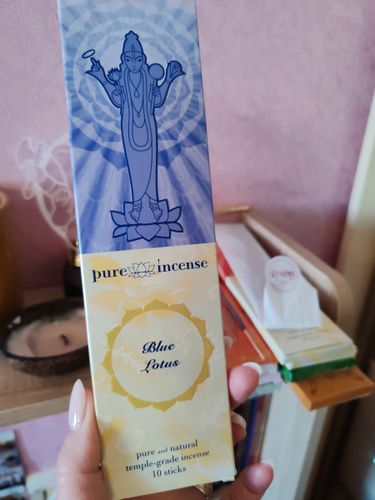 pure incense
Blue
Lotus
pure and natural
temple-grade incense
10 sticks